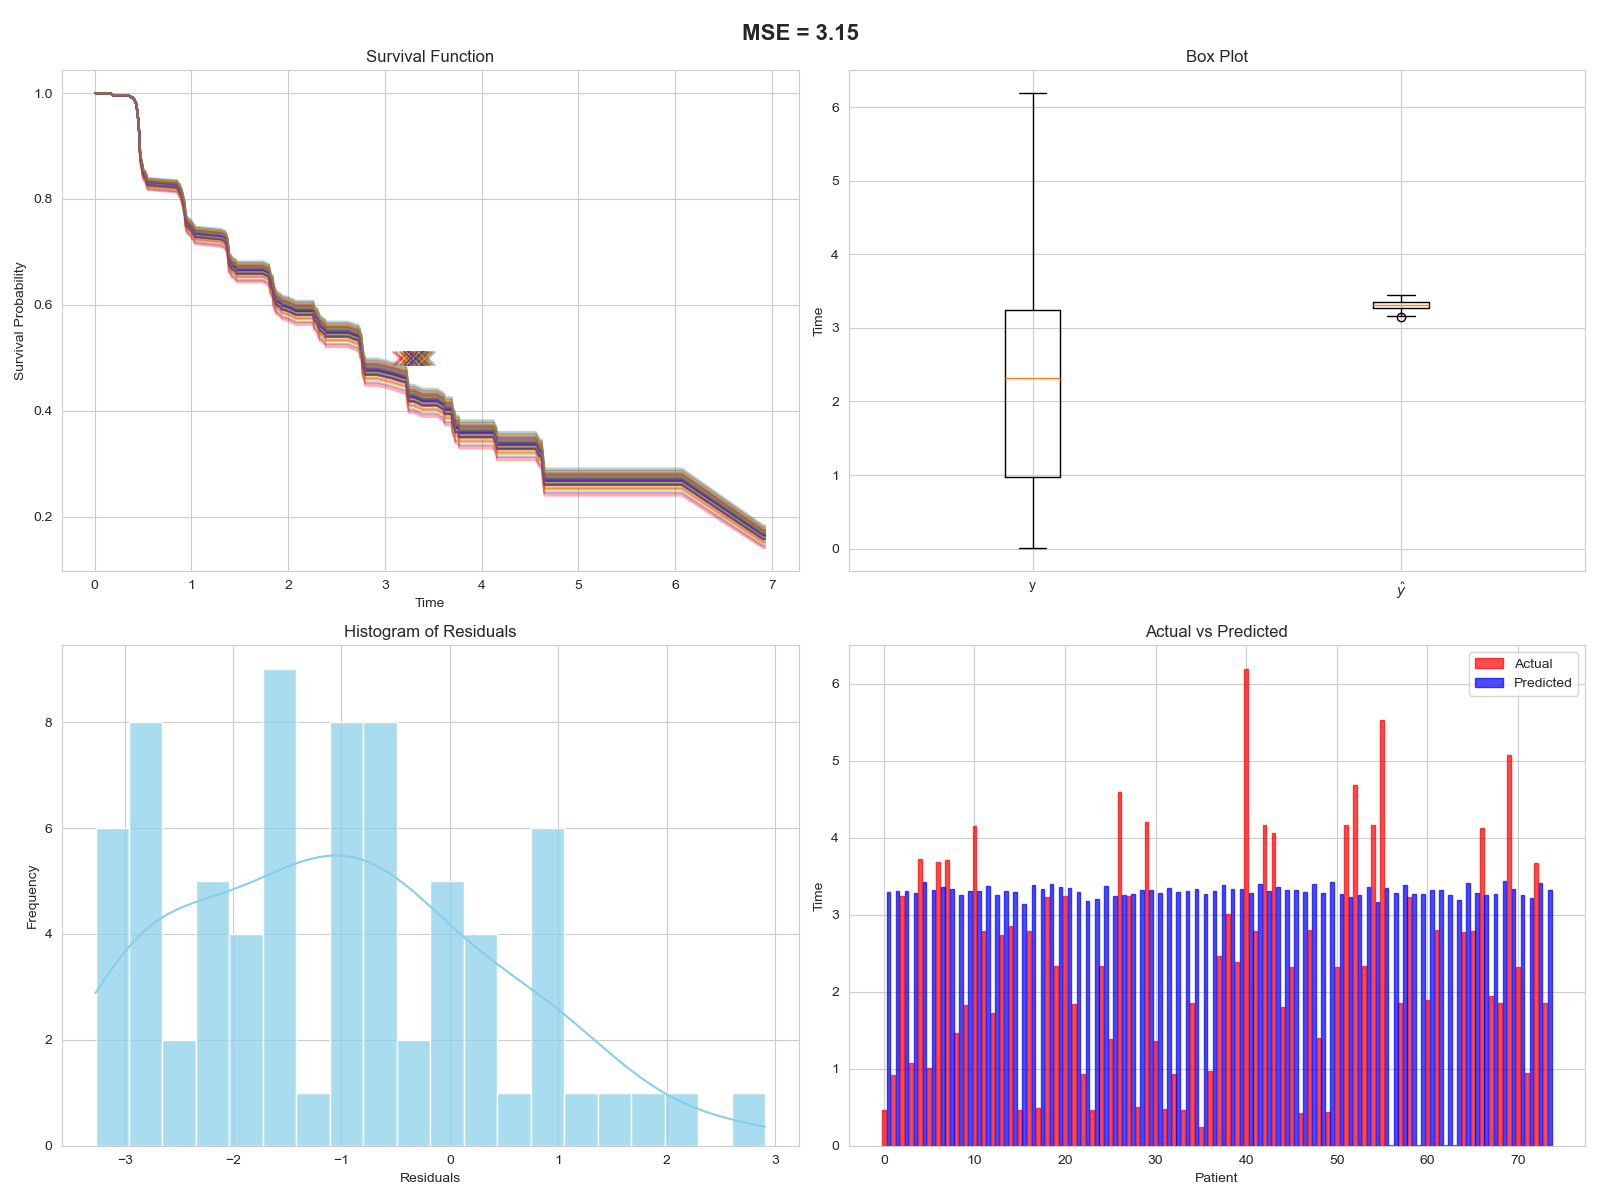 MSE = 3.15
Survival Function
Survival Probability
1.0
0.8
0.6
0.4
0.2
0 1 2 3 4 5 6 7
Time
Box Plot
Time
6
5
4
3
2
1
0
y ŷ
Histogram of Residuals
Frequency
8
6
4
2
0
−3 −2 −1 0 1 2 3
Residuals
Actual vs Predicted
Actual
Predicted
Time
6
5
4
3
2
1
0
0 10 20 30 40 50 60 70
Patient